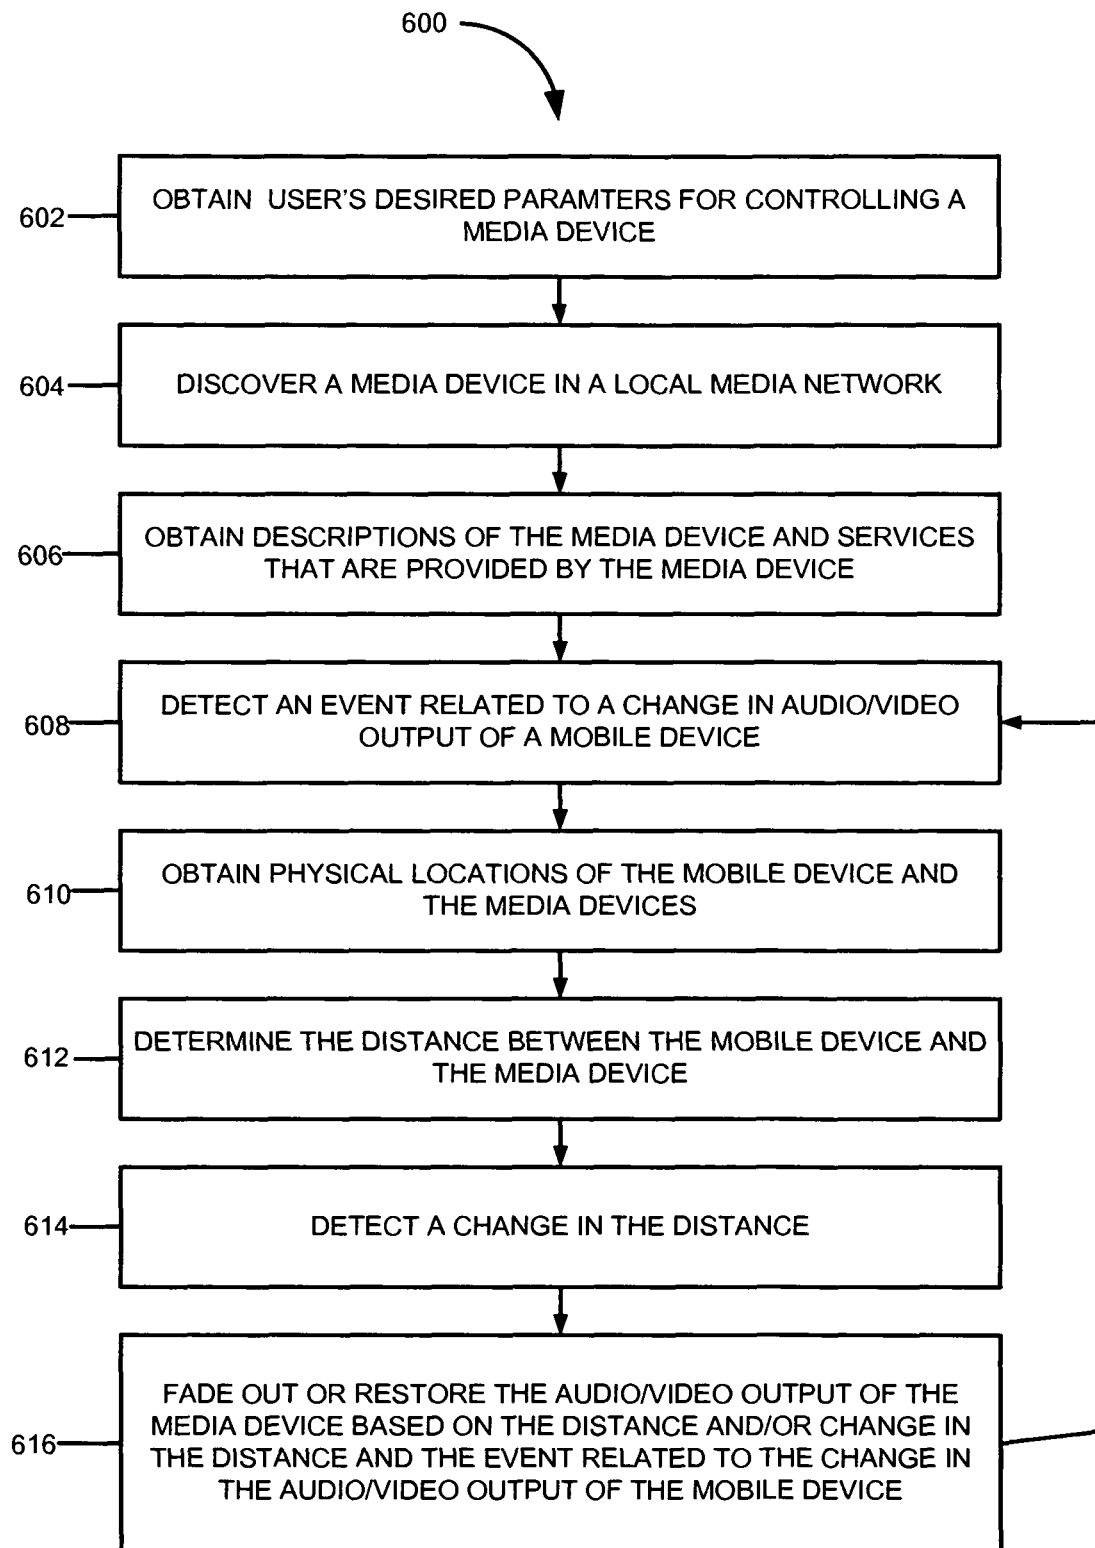 600
602
OBTAIN USER'S DESIRED PARAMTERS FOR CONTROLLING A
MEDIA DEVICE
604
DISCOVER A MEDIA DEVICE IN A LOCAL MEDIA NETWORK
606
OBTAIN DESCRIPTIONS OF THE MEDIA DEVICE AND SERVICES
THAT ARE PROVIDED BY THE MEDIA DEVICE
608
DETECT AN EVENT RELATED TO A CHANGE IN AUDIO/VIDEO
OUTPUT OF A MOBILE DEVICE
610
OBTAIN PHYSICAL LOCATIONS OF THE MOBILE DEVICE AND
THE MEDIA DEVICES
612
DETERMINE THE DISTANCE BETWEEN THE MOBILE DEVICE AND
THE MEDIA DEVICE
614
DETECT A CHANGE IN THE DISTANCE
616
FADE OUT OR RESTORE THE AUDIO/VIDEO OUTPUT OF THE
MEDIA DEVICE BASED ON THE DISTANCE AND/OR CHANGE IN
THE DISTANCE AND THE EVENT RELATED TO THE CHANGE IN
THE AUDIO/VIDEO OUTPUT OF THE MOBILE DEVICE